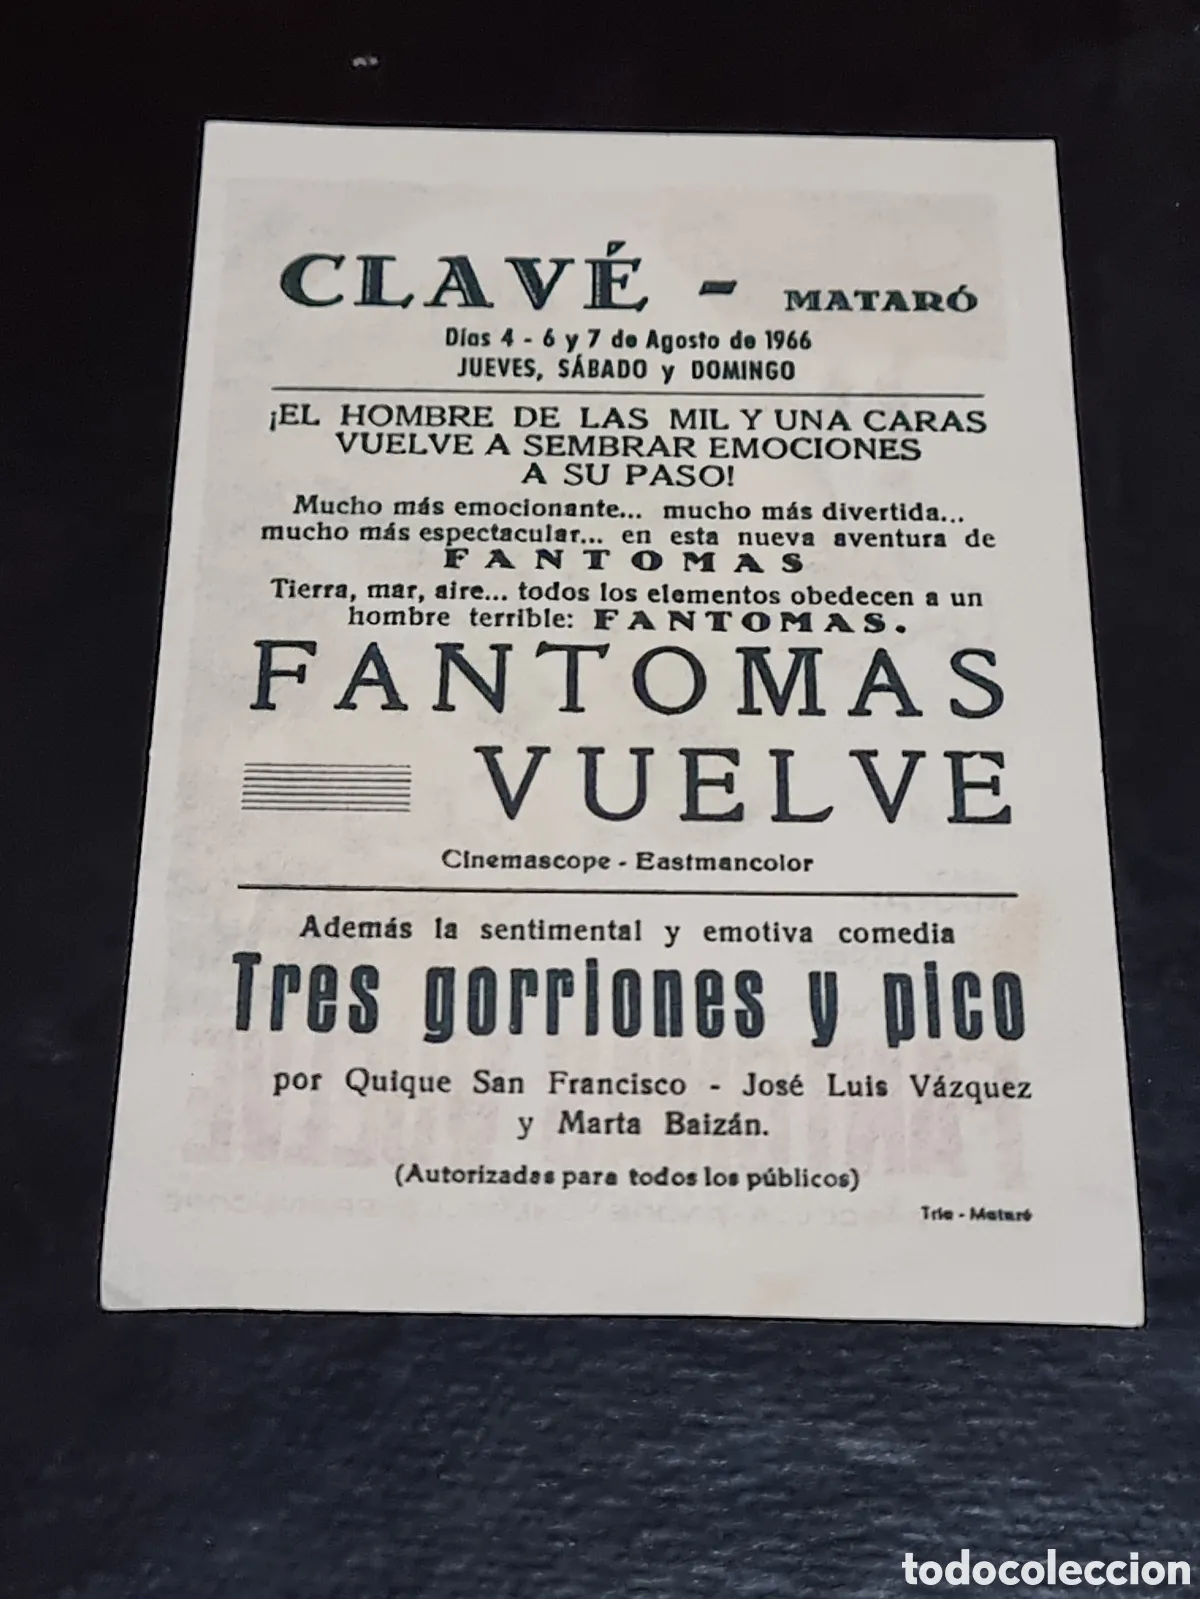 CLAVÉ - MATARÓ
Días 4 - 6 y 7 de Agosto de 1966
JUEVES, SÁBADO y DOMINGO
¡EL HOMBRE DE LAS MIL Y UNA CARAS
VUELVE A SEMBRAR EMOCIONES
A SU PASO!
Mucho más emocionante... mucho más divertida...
mucho más espectacular... en esta nueva aventura de
FANTOMAS
Tierra, mar, aire... todos los elementos obedecen a un
hombre terrible: FANTOMAS.
FANTOMAS
VUELVE
Cinemascope - Eastmancolor
Además la sentimental y emotiva comedia
Tres gorriones y pico
por Quique San Francisco - José Luis Vázquez
y Marta Baizán.
(Autorizadas para todos los públicos)
Tria - Mataró
todocoleccion